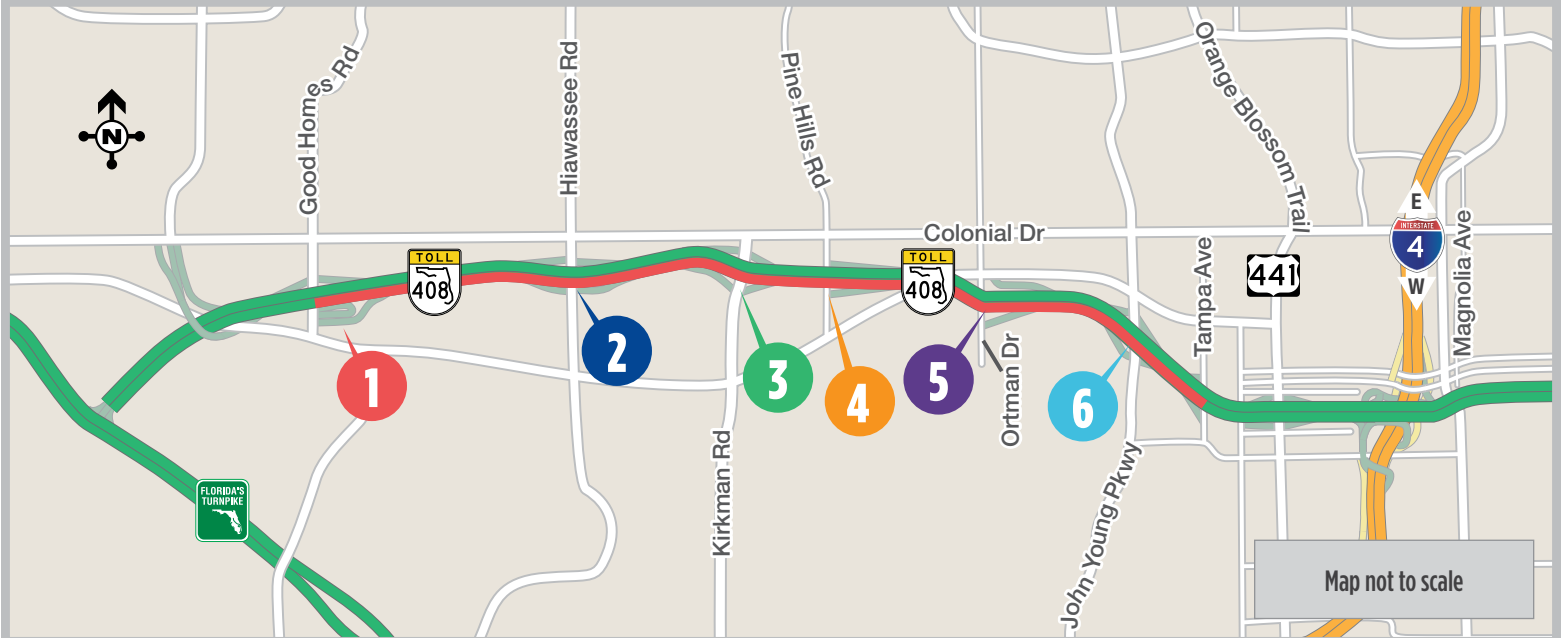 Good Homes Rd
Hiawassee Rd
Pine Hills Rd
Orange Blossom Trail
N
E
INTERSTATE
4
W
Magnolia Ave
Colonial Dr
Tampa Ave
441
TOLL
408
TOLL
408
1
2
3
4
5
6
Ortman Dr
Kirkman Rd
John Young Pkwy
FLORIDA'S
TURNPIKE
Map not to scale